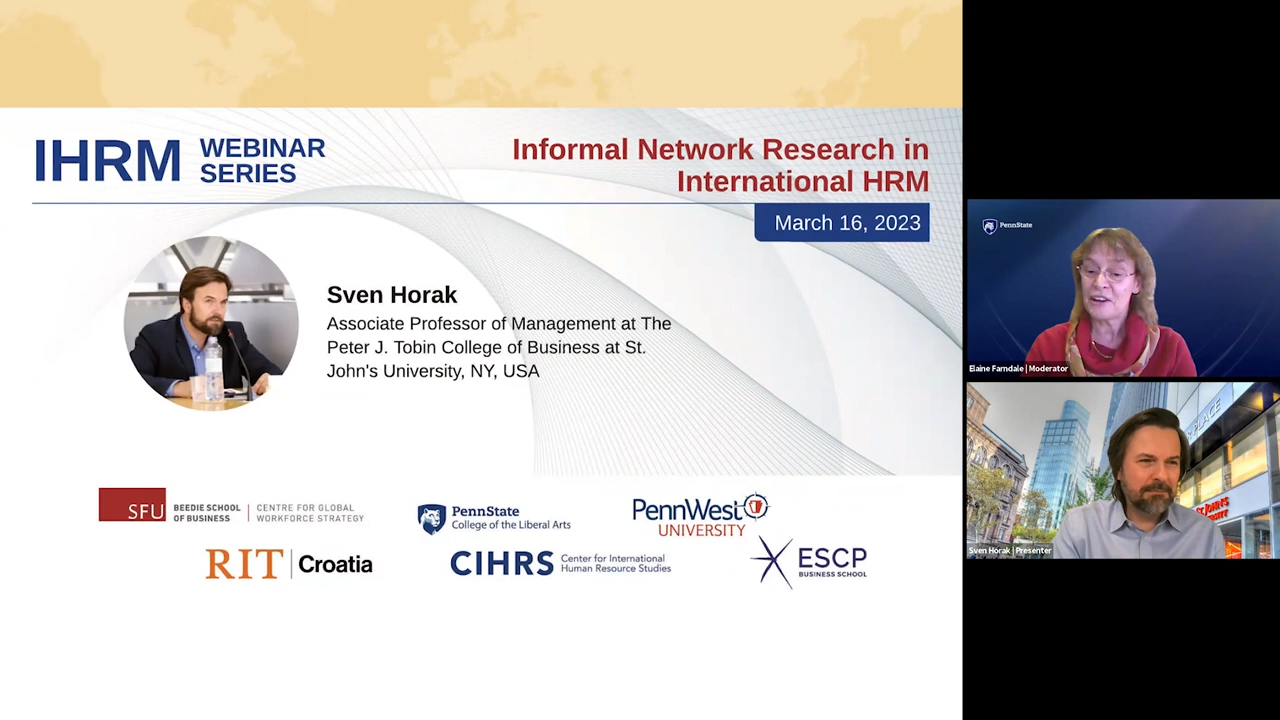 IHRM
WEBINAR
SERIES
Informal Network Research in
International HRM
March 16, 2023
Sven Horak
Associate Professor of Management at The
Peter J. Tobin College of Business at St.
John's University, NY, USA
SFU
BEEDIE SCHOOL
OF BUSINESS
CENTRE FOR GLOBAL
WORKFORCE STRATEGY
PennState
College of the Liberal Arts
PennWest
UNIVERSITY
RIT
Croatia
CIHRS
Center for International
Human Resource Studies
ESCP
BUSINESS SCHOOL
PennState
Elaine Farndale | Moderator
PLACE
ST. JOHN'S
Sven Horak | Presenter